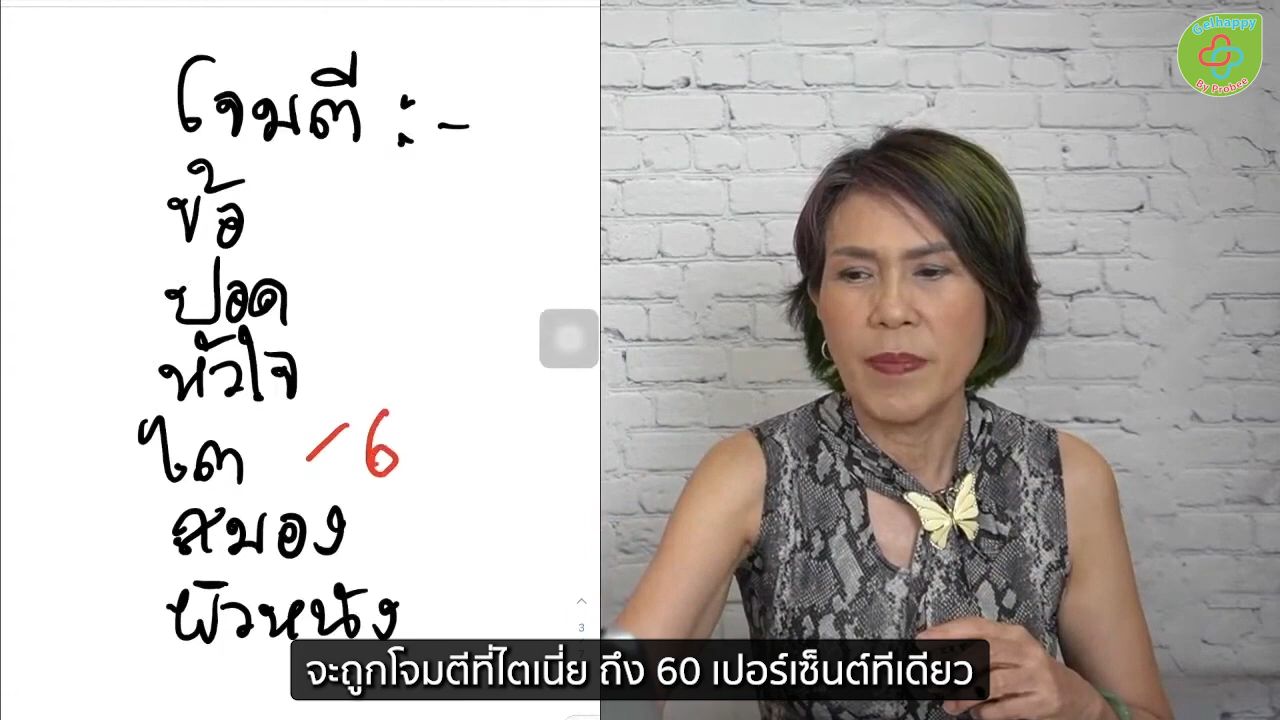 โจมตี :-
ข้อ
ปอด
หัวใจ
ไต - 6
สมอง
ผิวหนัง
Gelhappy
By Probee
3
จะถูกโจมตีที่ไตเนี่ย ถึง 60 เปอร์เซ็นต์ทีเดียว